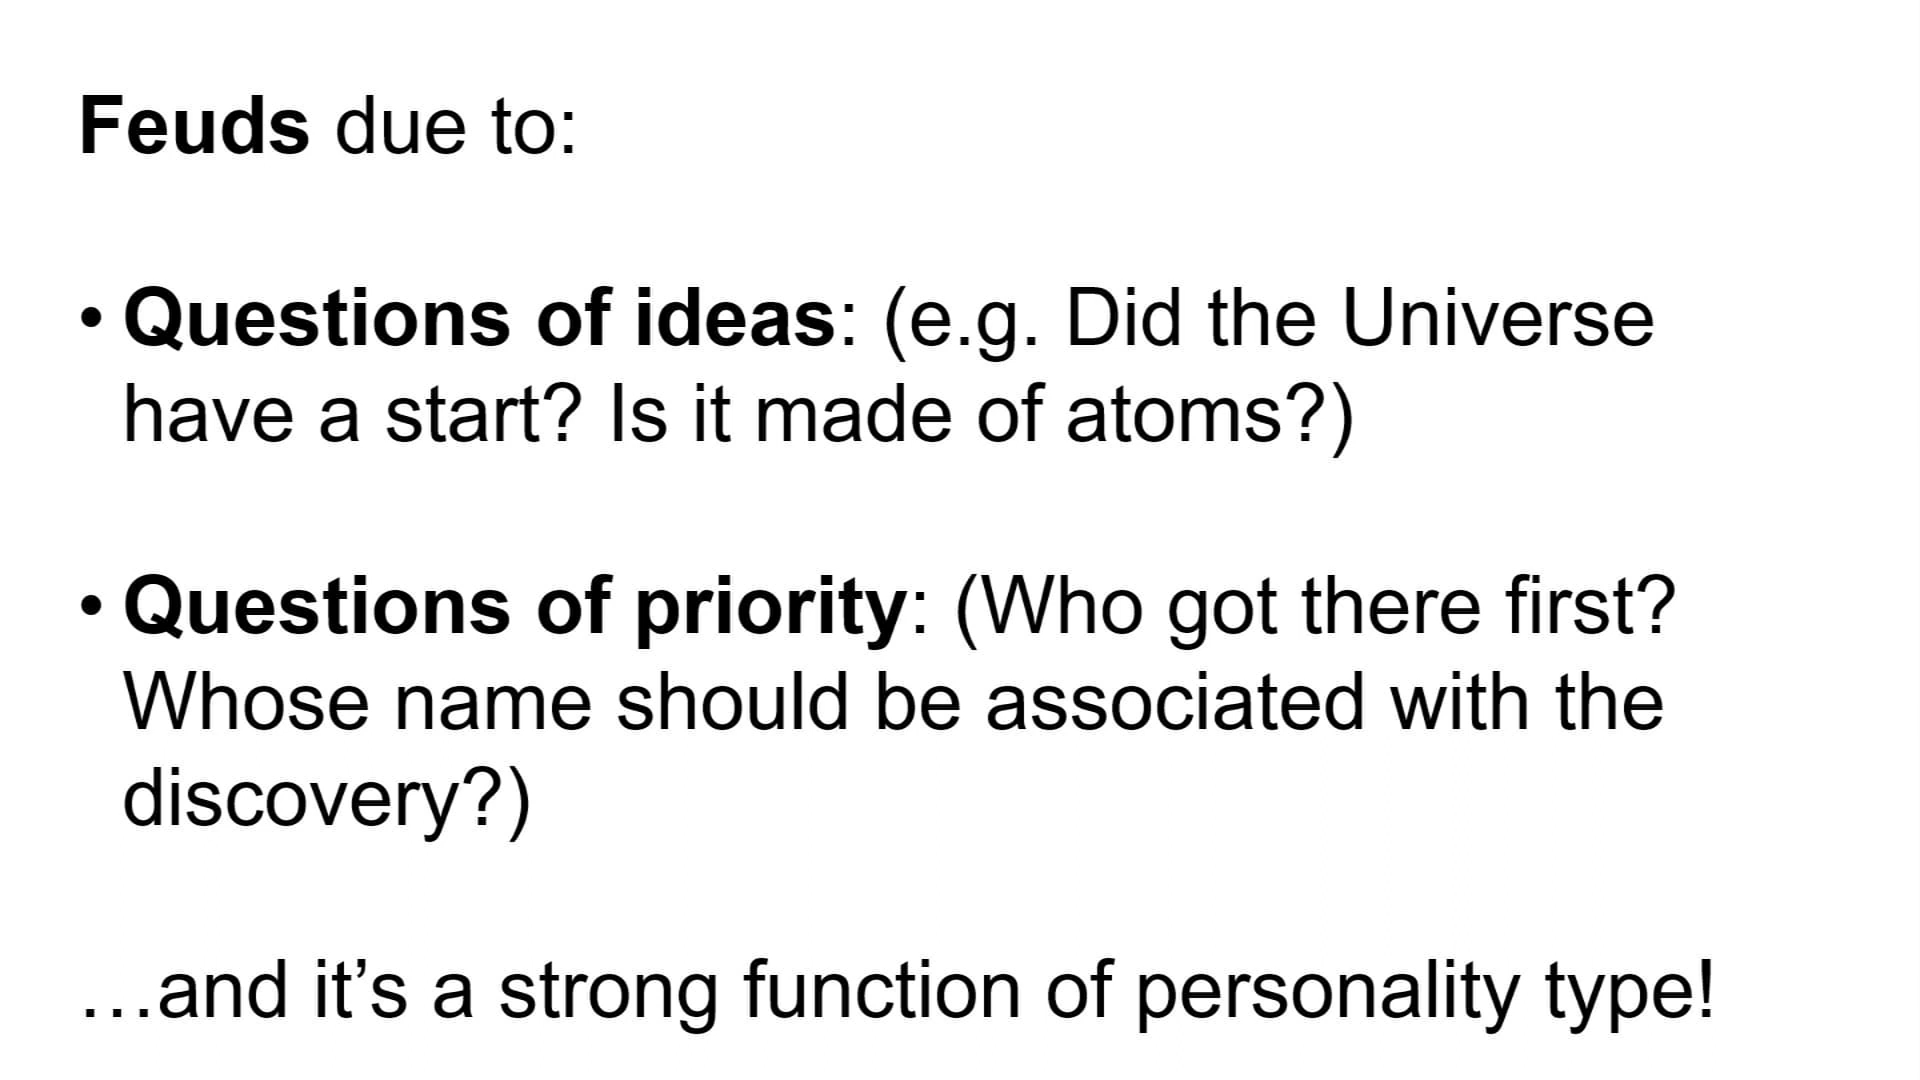 Feuds due to:
• Questions of ideas: (e.g. Did the Universe
have a start? Is it made of atoms?)
• Questions of priority: (Who got there first?
Whose name should be associated with the
discovery?)
…and it’s a strong function of personality type!